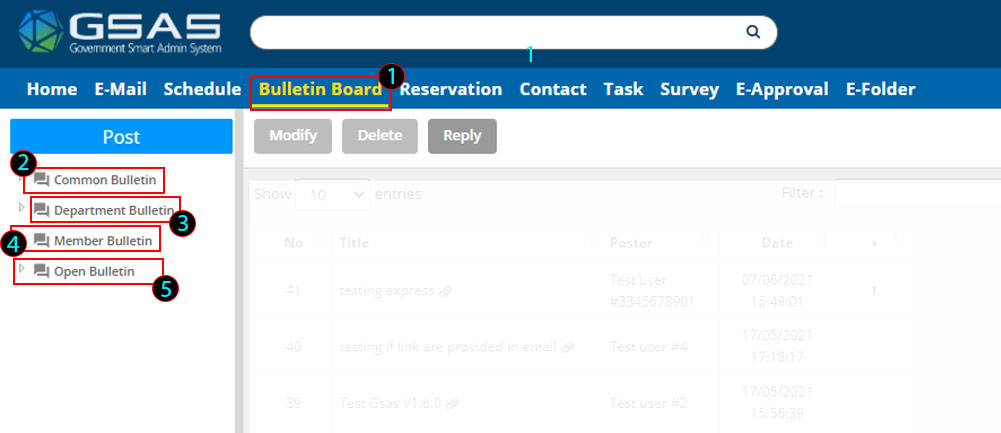 GSAS
Government Smart Admin System
1
Home E-Mail Schedule Bulletin Board 1 Reservation Contact Task Survey E-Approval E-Folder
Post
Modify Delete Reply
2
Common Bulletin
Department Bulletin
3
4 Member Bulletin
Open Bulletin
5
Show 10 entries Filter :
No Title Poster Date
41 testing express Test user #3345678901 07/06/2021 15:49:01 !
40 testing if link are provided in email Test user #4 17/05/2021 17:18:17
39 Test Gsas V1.6.0 Test user #2 17/05/2021 15:56:39